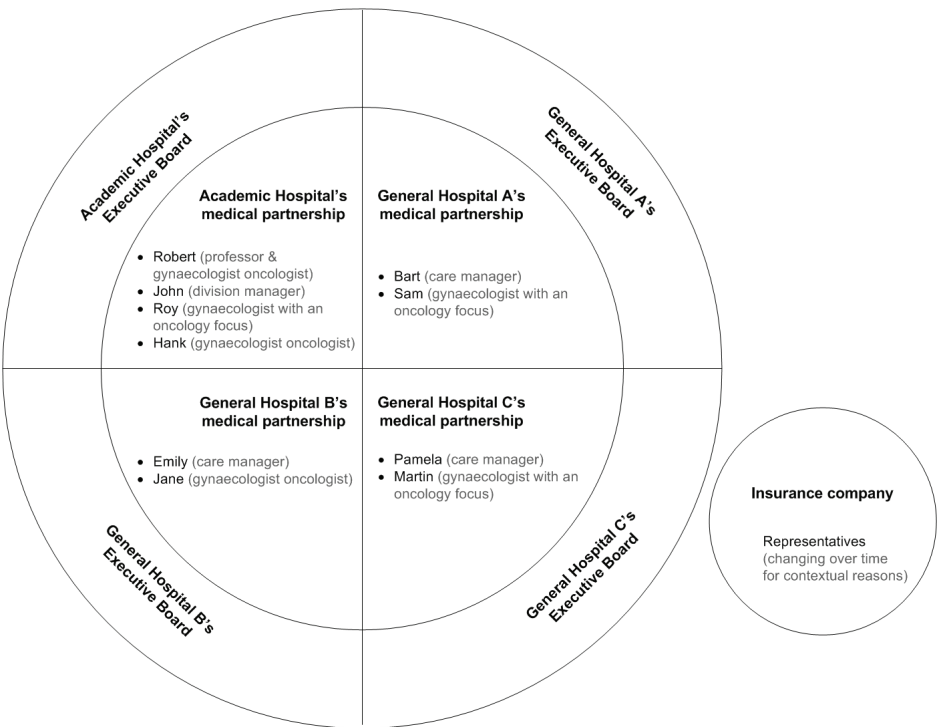 Academic Hospital's
Executive Board
General Hospital A's
Executive Board
Academic Hospital's
medical partnership
• Robert (professor &
gynaecologist oncologist)
• John (division manager)
• Roy (gynaecologist with an
oncology focus)
• Hank (gynaecologist oncologist)
General Hospital A's
medical partnership
• Bart (care manager)
• Sam (gynaecologist with an
oncology focus)
General Hospital B's
medical partnership
• Emily (care manager)
• Jane (gynaecologist oncologist)
General Hospital C's
medical partnership
• Pamela (care manager)
• Martin (gynaecologist with an
oncology focus)
General Hospital B's
Executive Board
General Hospital C's
Executive Board
Insurance company
Representatives
(changing over time
for contextual reasons)